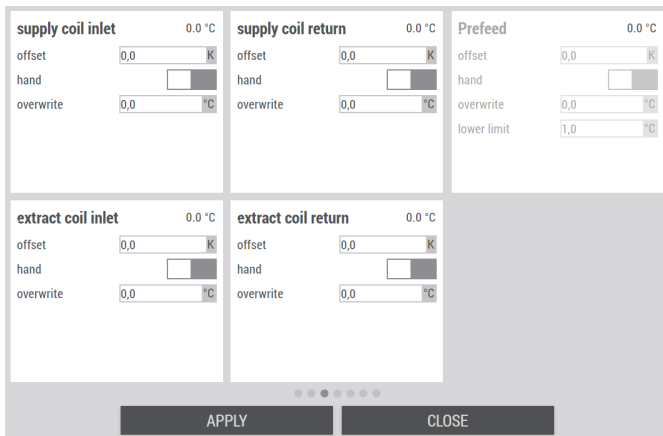 supply coil inlet 0.0 °C
offset 0,0 K
hand
overwrite 0,0 °C
supply coil return 0.0 °C
offset 0,0 K
hand
overwrite 0,0 °C
Prefeed 0.0 °C
offset 0,0 K
hand
overwrite 0,0 °C
lower limit 1,0 °C
extract coil inlet 0.0 °C
offset 0,0 K
hand
overwrite 0,0 °C
extract coil return 0.0 °C
offset 0,0 K
hand
overwrite 0,0 °C
APPLY
CLOSE